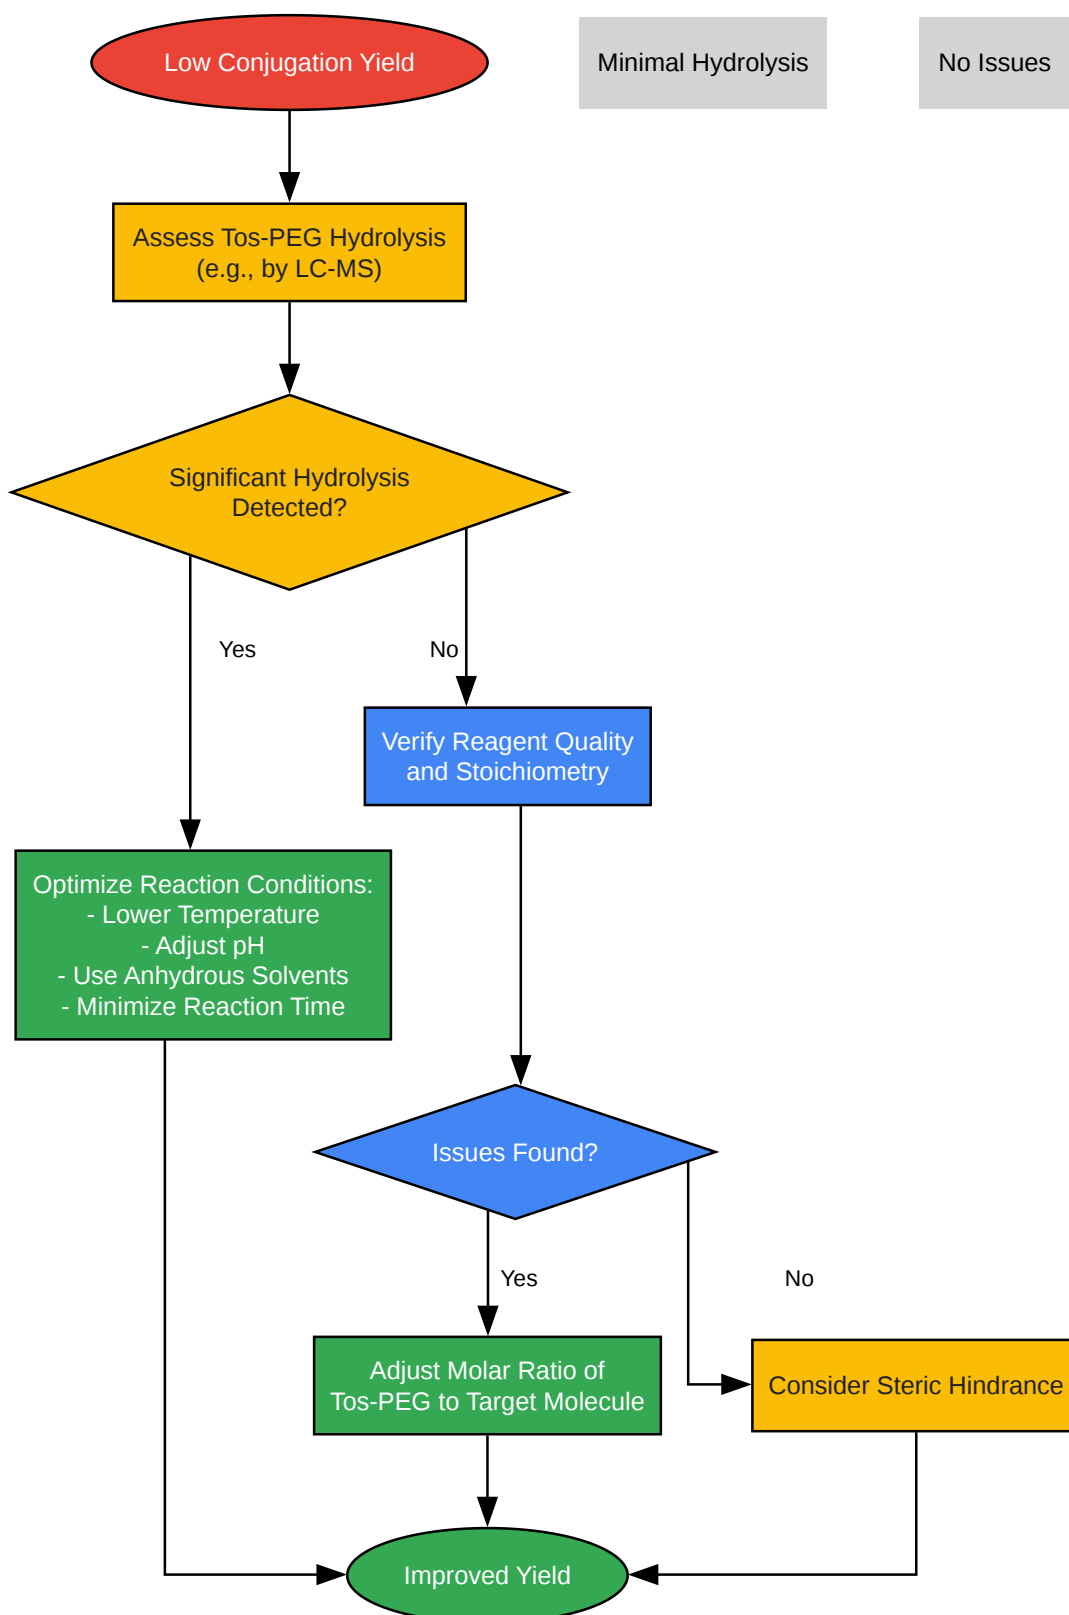 Low Conjugation Yield
Minimal Hydrolysis
No Issues
Assess Tos-PEG Hydrolysis
(e.g., by LC-MS)
Significant Hydrolysis
Detected?
Yes
No
Verify Reagent Quality
and Stoichiometry
Optimize Reaction Conditions:
- Lower Temperature
- Adjust pH
- Use Anhydrous Solvents
- Minimize Reaction Time
Issues Found?
Yes
No
Adjust Molar Ratio of
Tos-PEG to Target Molecule
Consider Steric Hindrance
Improved Yield